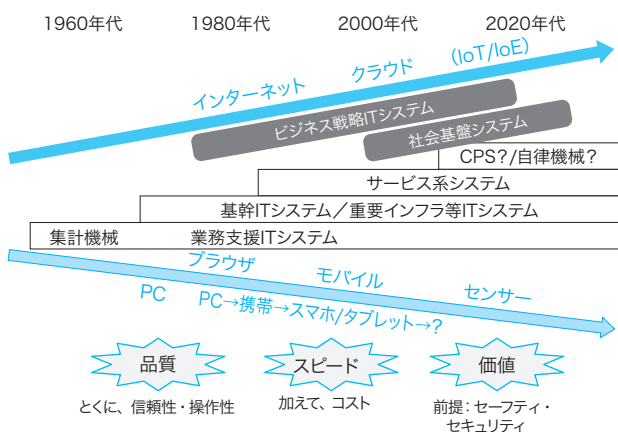 1960年代 1980年代 2000年代 2020年代
インターネット クラウド (IoT/IoE)
ビジネス戦略ITシステム
社会基盤システム
CPS?/自律機械?
サービス系システム
基幹ITシステム/重要インフラ等ITシステム
集計機械 業務支援ITシステム
ブラウザ モバイル センサー
PC PC→携帯→スマホ/タブレット→?
品質 スピード 価値
とくに、信頼性・操作性 加えて、コスト 前提：セーフティ・
セキュリティ